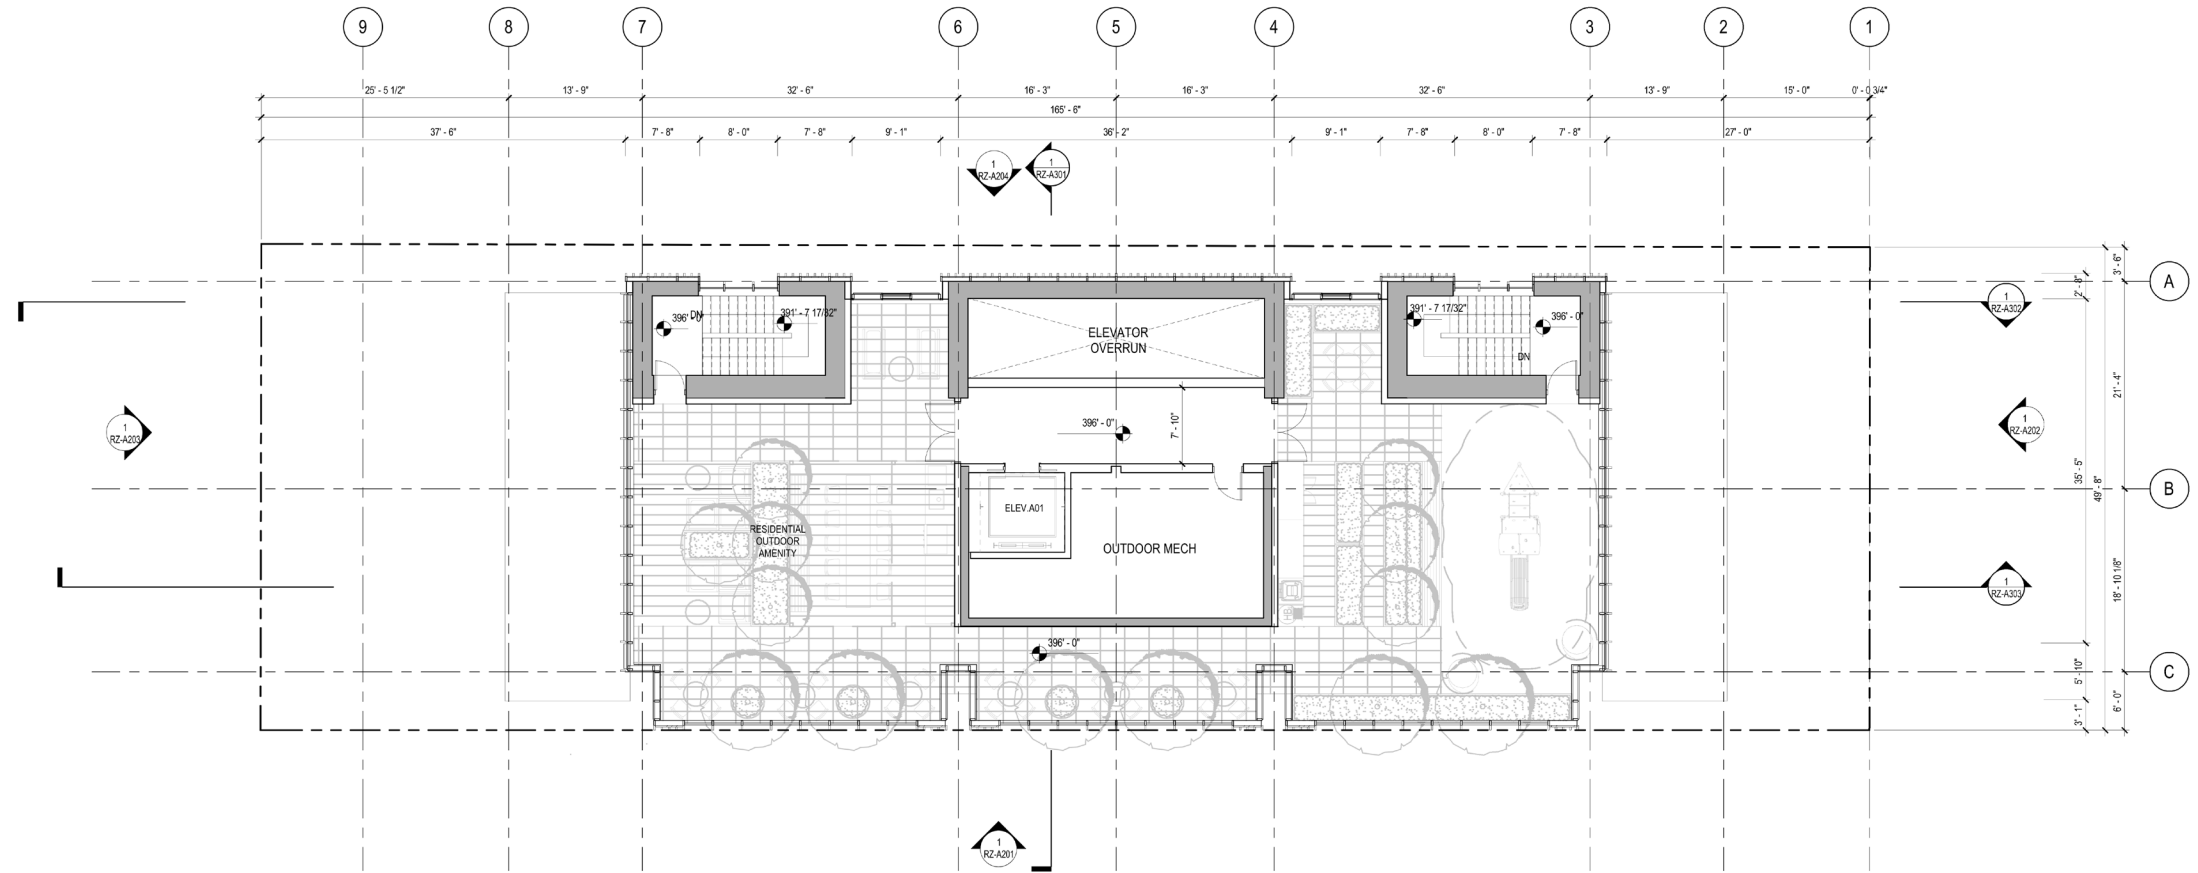 9 8 7 6 5 4 3 2 1
25' - 5 1/2" 13' - 9" 32' - 6" 16' - 3" 16' - 3" 32' - 6" 13' - 9" 15' - 0" 0' - 0 3/4"
165' - 6"
37' - 6" 7' - 8" 8' - 0" 7' - 8" 9' - 1" 36' - 2" 9' - 1" 7' - 8" 8' - 0" 7' - 8" 27' - 0"
1
RZ-A204
1
RZ-A301
3' - 6"
A
2' - 8"
1
RZ-A302
396' - 0"
DN
391' - 7 17/32"
ELEVATOR
OVERRUN
391' - 7 17/32"
396' - 0"
DN
21' - 4"
1
RZ-A203
396' - 0"
7' - 10"
1
RZ-A202
35' - 5"
49' - 8"
B
ELEV.A01
RESIDENTIAL
OUTDOOR
AMENITY
OUTDOOR MECH
1
RZ-A303
18' - 10 1/8"
396' - 0"
5' - 10"
C
6' - 0"
3' - 1"
1
RZ-A201